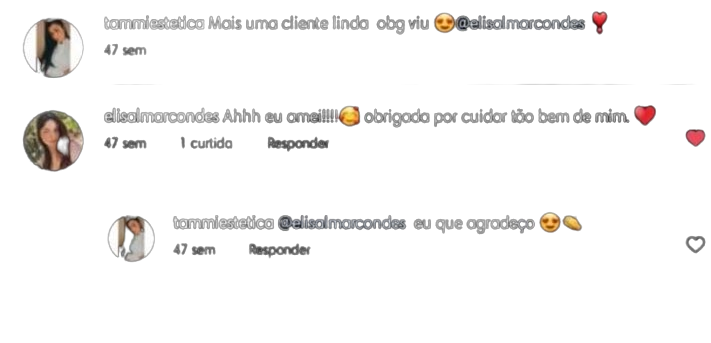 tammiestetica Mais uma cliente linda obg viu 😍@elisalmarcondes ❣️
47 sem
elisalmarcondes Ahhh eu amei!!!!🥰 obrigada por cuidar tão bem de mim. ❤️
47 sem 1 curtida Responder
tammiestetica @elisalmarcondes eu que agradeço 😍👏
47 sem Responder